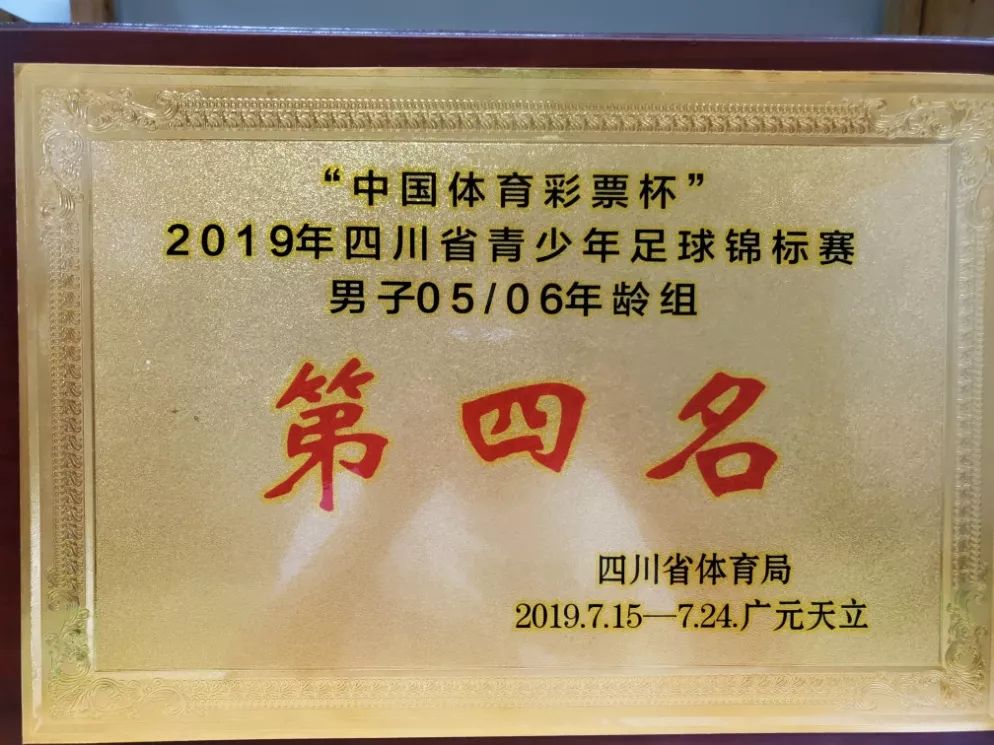 “中国体育彩票杯”
2019年四川省青少年足球锦标赛
男子05/06年龄组
第四名
四川省体育局
2019.7.15—7.24.广元天立